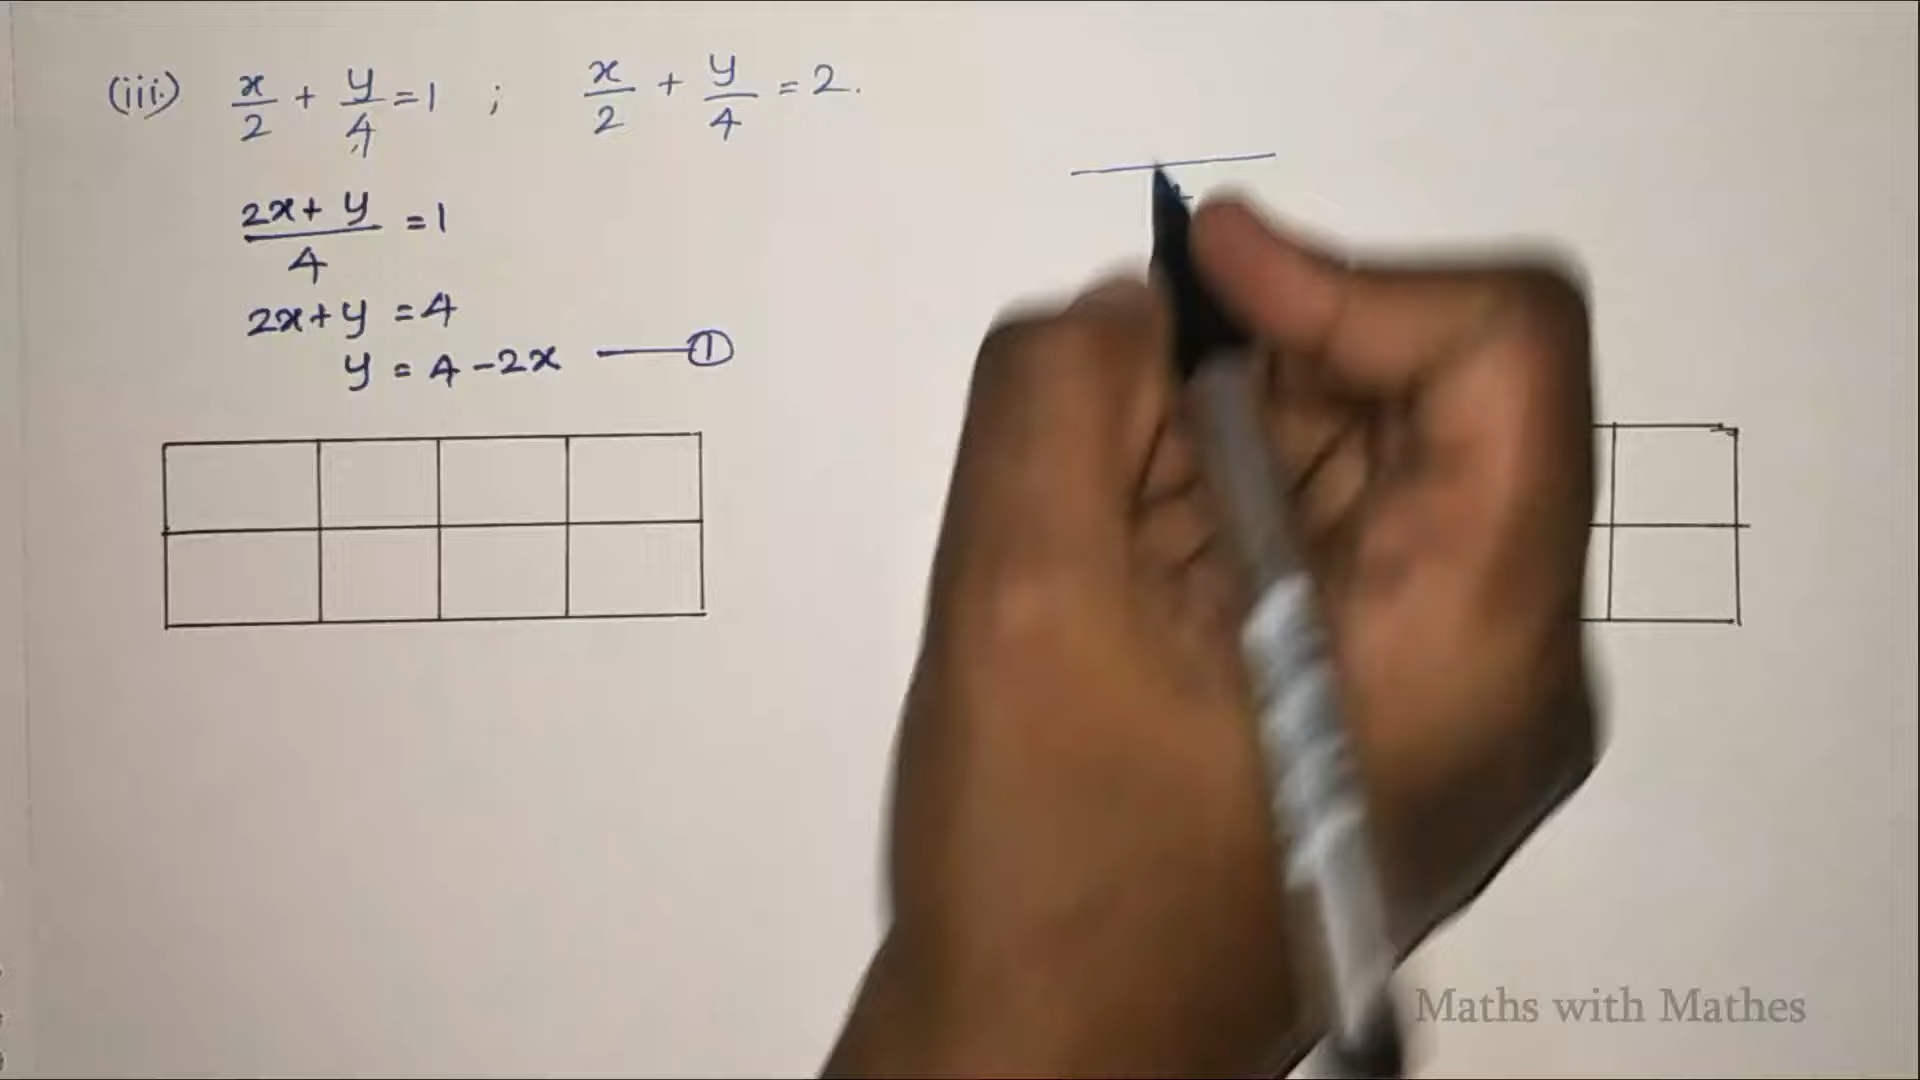 (iii) x/2 + y/4 = 1 ; x/2 + y/4 = 2.
2x + y / 4 = 1
2x + y = 4
y = 4 - 2x —— ①
Maths with Mathes